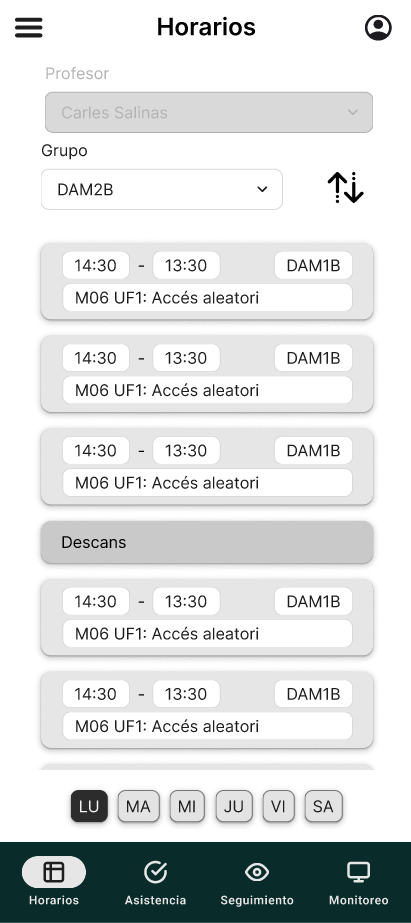 Horarios
Profesor
Carles Salinas
Grupo
DAM2B
14:30 - 13:30 DAM1B
M06 UF1: Accés aleatori
14:30 - 13:30 DAM1B
M06 UF1: Accés aleatori
14:30 - 13:30 DAM1B
M06 UF1: Accés aleatori
Descans
14:30 - 13:30 DAM1B
M06 UF1: Accés aleatori
14:30 - 13:30 DAM1B
M06 UF1: Accés aleatori
LU MA MI JU VI SA
Horarios Asistencia Seguimiento Monitoreo